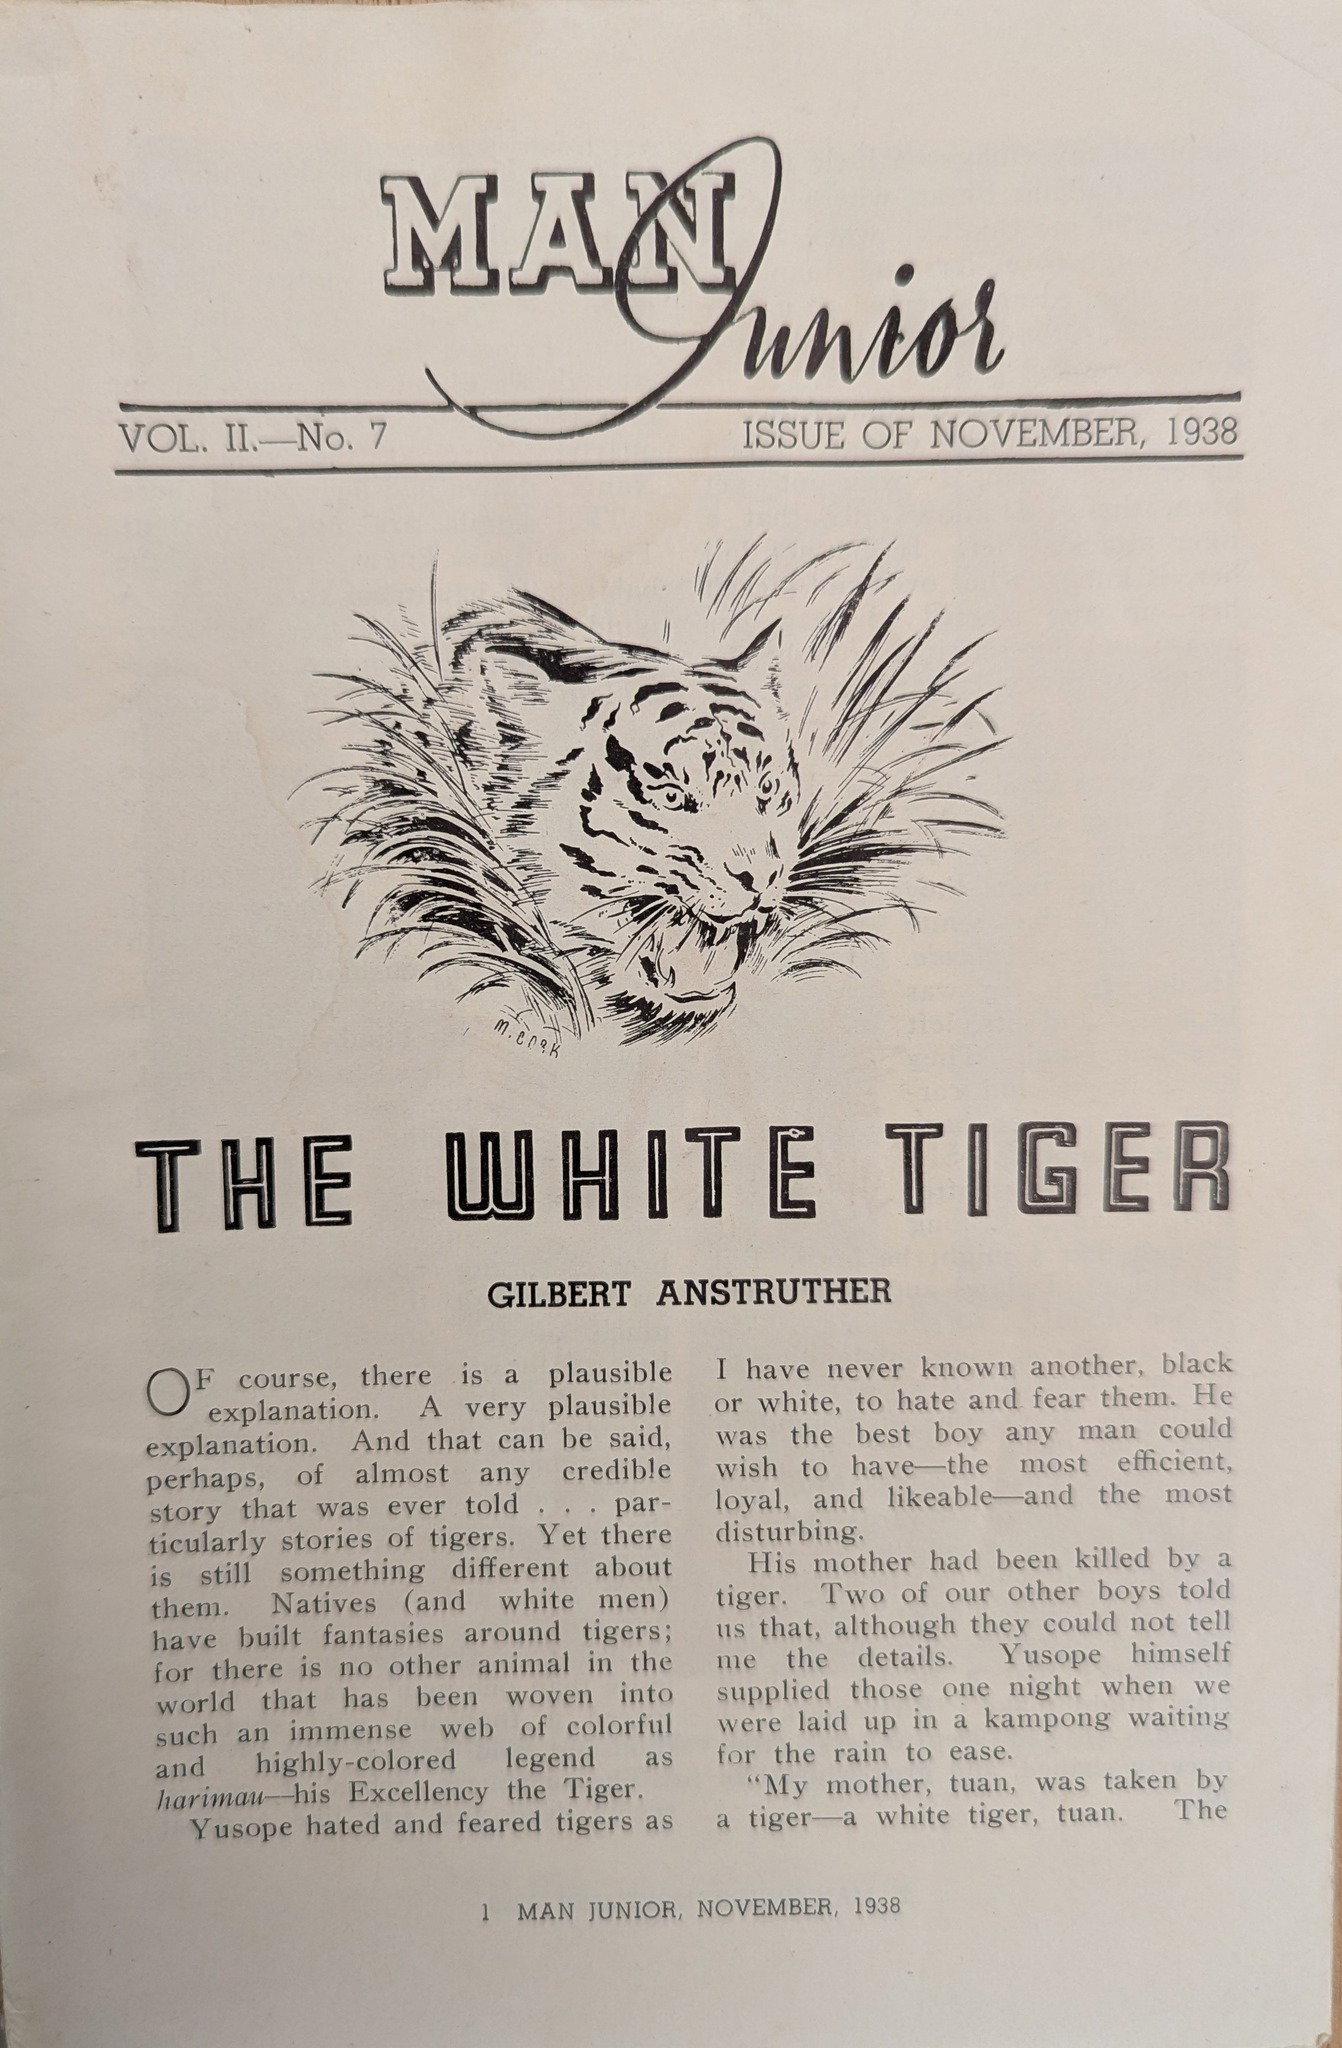 MAN Junior
VOL. II.—No. 7
ISSUE OF NOVEMBER, 1938
THE WHITE TIGER
GILBERT ANSTRUTHER
OF course, there is a plausible
explanation. A very plausible
explanation. And that can be said,
perhaps, of almost any credible
story that was ever told . . . par-
ticularly stories of tigers. Yet there
is still something different about
them. Natives (and white men)
have built fantasies around tigers;
for there is no other animal in the
world that has been woven into
such an immense web of colorful
and highly-colored legend as
harimau—his Excellency the Tiger.
Yusope hated and feared tigers as
I have never known another, black
or white, to hate and fear them. He
was the best boy any man could
wish to have—the most efficient,
loyal, and likeable—and the most
disturbing.
His mother had been killed by a
tiger. Two of our other boys told
us that, although they could not tell
me the details. Yusope himself
supplied those one night when we
were laid up in a kampong waiting
for the rain to ease.
"My mother, tuan, was taken by
a tiger—a white tiger, tuan. The
1 MAN JUNIOR, NOVEMBER, 1938